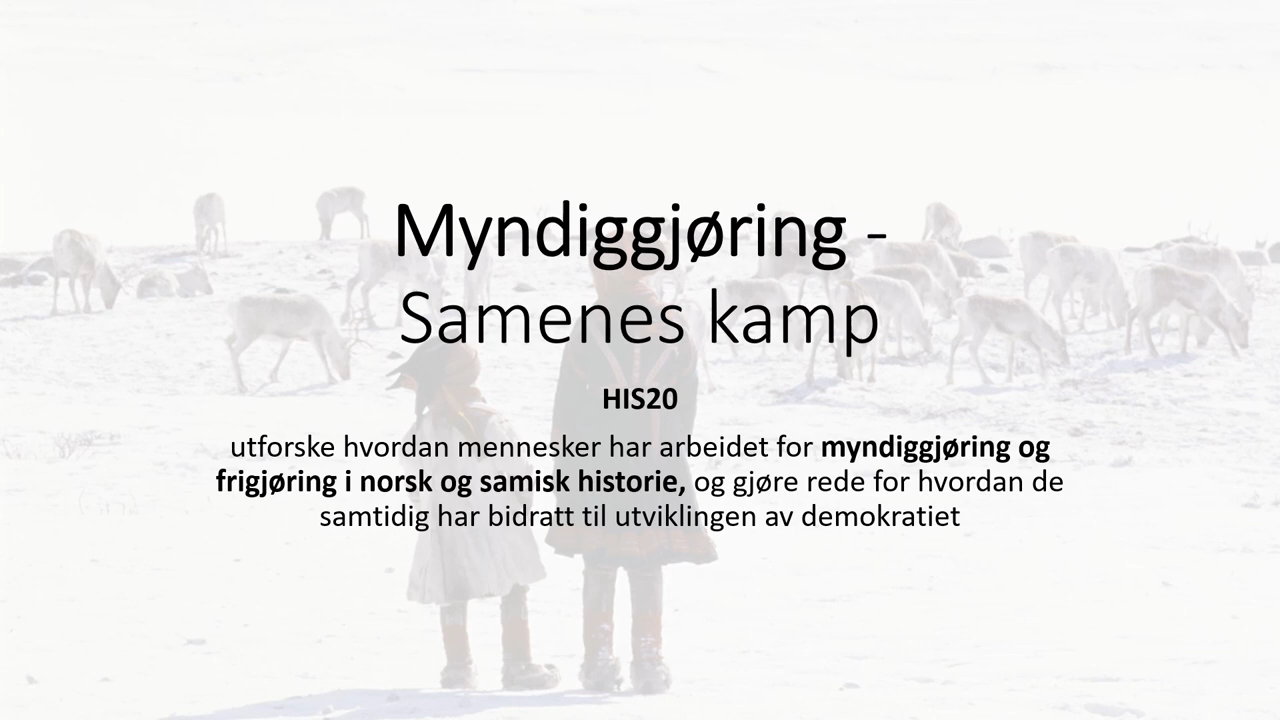 Myndiggjøring -
Samenes kamp
HIS20
utforske hvordan mennesker har arbeidet for myndiggjøring og
frigjøring i norsk og samisk historie, og gjøre rede for hvordan de
samtidig har bidratt til utviklingen av demokratiet